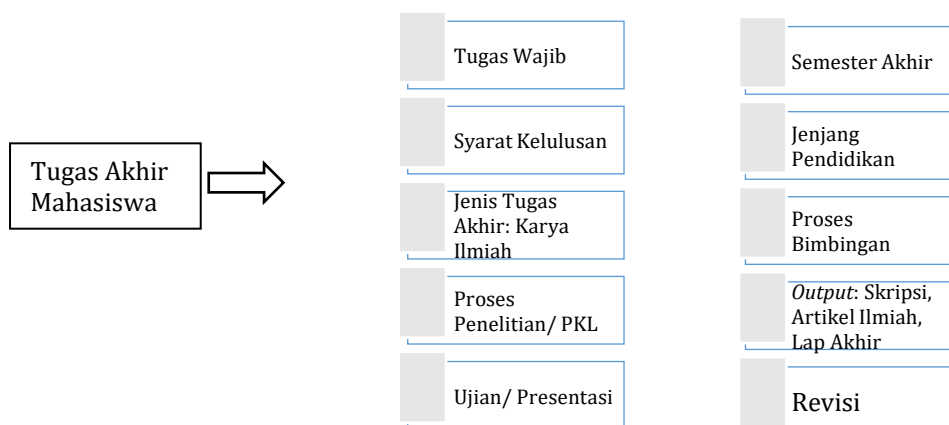 Tugas Akhir
Mahasiswa
Tugas Wajib
Syarat Kelulusan
Jenis Tugas
Akhir: Karya
Ilmiah
Proses
Penelitian/ PKL
Ujian/ Presentasi
Semester Akhir
Jenjang
Pendidikan
Proses
Bimbingan
Output: Skripsi,
Artikel Ilmiah,
Lap Akhir
Revisi